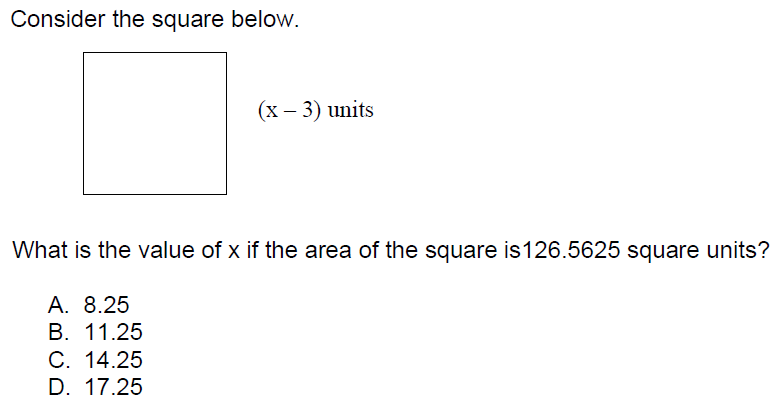 Consider the square below.
(x – 3) units
What is the value of x if the area of the square is126.5625 square units?
A. 8.25
B. 11.25
C. 14.25
D. 17.25